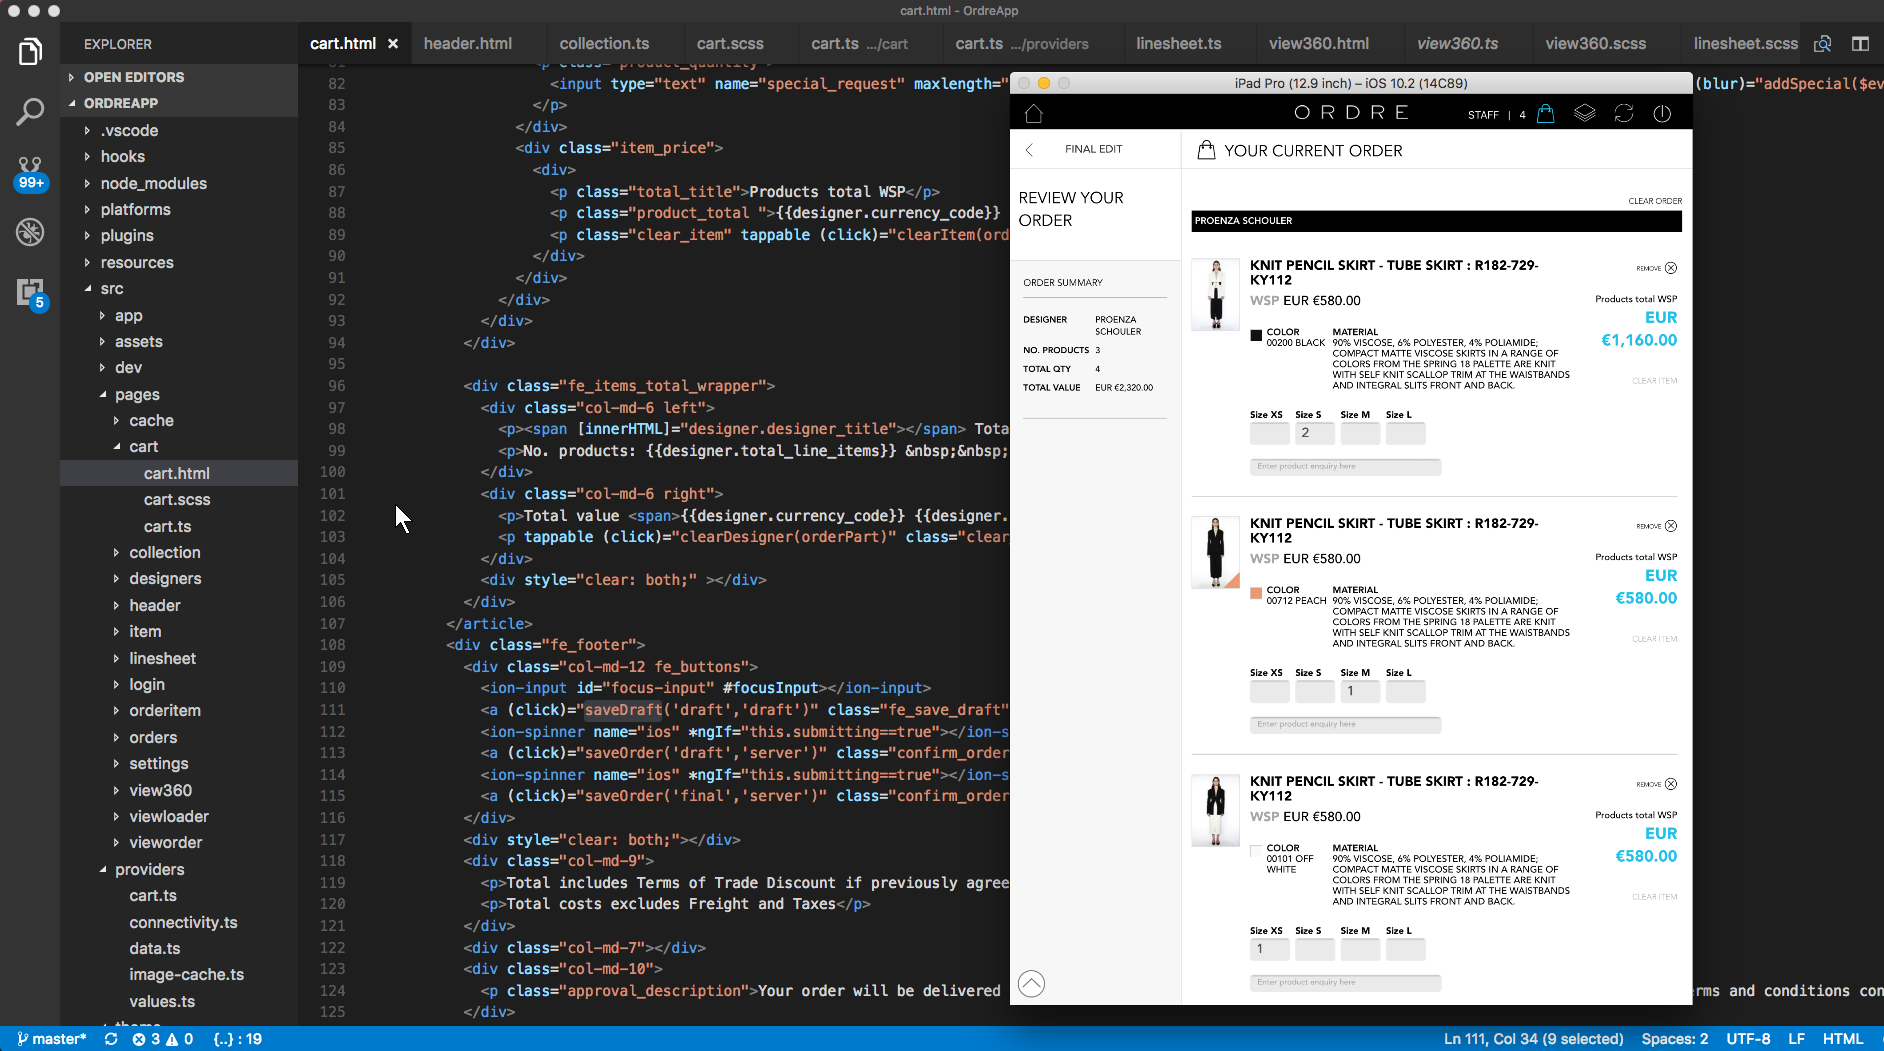 cart.html - OrdreApp
EXPLORER
cart.html
header.html
collection.ts
cart.scss
cart.ts …/cart
cart.ts …/providers
linesheet.ts
view360.html
view360.ts
view360.scss
linesheet.scss
OPEN EDITORS
ORDREAPP
.vscode
hooks
node_modules
platforms
plugins
resources
src
app
assets
dev
pages
cache
cart
cart.html
cart.scss
cart.ts
collection
designers
header
item
linesheet
login
orderitem
orders
settings
view360
viewloader
vieworder
providers
cart.ts
connectivity.ts
data.ts
image-cache.ts
values.ts
99+
5
82 <input type="text" name="special_request" maxlength="
(blur)="addSpecial($ev
83 </p>
84 </div>
85 <div class="item_price">
86 <div>
87 <p class="total_title">Products total WSP</p>
88 <p class="product_total ">{{designer.currency_code}}
89 <p class="clear_item" tappable (click)="clearItem(ord
90 </div>
91 </div>
92 </div>
93 </div>
94 </div>
95
96 <div class="fe_items_total_wrapper">
97 <div class="col-md-6 left">
98 <p><span [innerHTML]="designer.designer_title"></span> Tota
99 <p>No. products: {{designer.total_line_items}} &nbsp;&nbsp;
100 </div>
101 <div class="col-md-6 right">
102 <p>Total value <span>{{designer.currency_code}} {{designer.
103 <p tappable (click)="clearDesigner(orderPart)" class="clear_
104 </div>
105 <div style="clear: both;" ></div>
106 </div>
107 </article>
108 <div class="fe_footer">
109 <div class="col-md-12 fe_buttons">
110 <ion-input id="focus-input" #focusInput></ion-input>
111 <a (click)="saveDraft('draft','draft')" class="fe_save_draft"
112 <ion-spinner name="ios" *ngIf="this.submitting==true"></ion-s
113 <a (click)="saveOrder('draft','server')" class="confirm_order
114 <ion-spinner name="ios" *ngIf="this.submitting==true"></ion-s
115 <a (click)="saveOrder('final','server')" class="confirm_order
116 </div>
117 <div style="clear: both;"></div>
118 <div class="col-md-9">
119 <p>Total includes Terms of Trade Discount if previously agree
120 <p>Total costs excludes Freight and Taxes</p>
121 </div>
122 <div class="col-md-7"></div>
123 <div class="col-md-10">
124 <p class="approval_description">Your order will be delivered
rms and conditions con
125 </div>
iPad Pro (12.9 inch) – iOS 10.2 (14C89)
ORDRE
STAFF | 4
FINAL EDIT
YOUR CURRENT ORDER
REVIEW YOUR
ORDER
ORDER SUMMARY
DESIGNER PROENZA
SCHOULER
NO. PRODUCTS 3
TOTAL QTY 4
TOTAL VALUE EUR €2,320.00
CLEAR ORDER
PROENZA SCHOULER
KNIT PENCIL SKIRT - TUBE SKIRT : R182-729-
KY112
REMOVE
WSP EUR €580.00
Products total WSP
EUR
€1,160.00
COLOR
00200 BLACK
MATERIAL
90% VISCOSE, 6% POLYESTER, 4% POLIAMIDE;
COMPACT MATTE VISCOSE SKIRTS IN A RANGE OF
COLORS FROM THE SPRING 18 PALETTE ARE KNIT
WITH SELF KNIT SCALLOP TRIM AT THE WAISTBANDS
AND INTEGRAL SLITS FRONT AND BACK.
CLEAR ITEM
Size XS Size S Size M Size L
2
Enter product enquiry here
KNIT PENCIL SKIRT - TUBE SKIRT : R182-729-
KY112
REMOVE
WSP EUR €580.00
Products total WSP
EUR
€580.00
COLOR
00712 PEACH
MATERIAL
90% VISCOSE, 6% POLYESTER, 4% POLIAMIDE;
COMPACT MATTE VISCOSE SKIRTS IN A RANGE OF
COLORS FROM THE SPRING 18 PALETTE ARE KNIT
WITH SELF KNIT SCALLOP TRIM AT THE WAISTBANDS
AND INTEGRAL SLITS FRONT AND BACK.
CLEAR ITEM
Size XS Size S Size M Size L
1
Enter product enquiry here
KNIT PENCIL SKIRT - TUBE SKIRT : R182-729-
KY112
REMOVE
WSP EUR €580.00
Products total WSP
EUR
€580.00
COLOR
00101 OFF
WHITE
MATERIAL
90% VISCOSE, 6% POLYESTER, 4% POLIAMIDE;
COMPACT MATTE VISCOSE SKIRTS IN A RANGE OF
COLORS FROM THE SPRING 18 PALETTE ARE KNIT
WITH SELF KNIT SCALLOP TRIM AT THE WAISTBANDS
AND INTEGRAL SLITS FRONT AND BACK.
CLEAR ITEM
Size XS Size S Size M Size L
1
Enter product enquiry here
master* 3 0 {..} : 19
Ln 111, Col 34 (9 selected) Spaces: 2 UTF-8 LF HTML